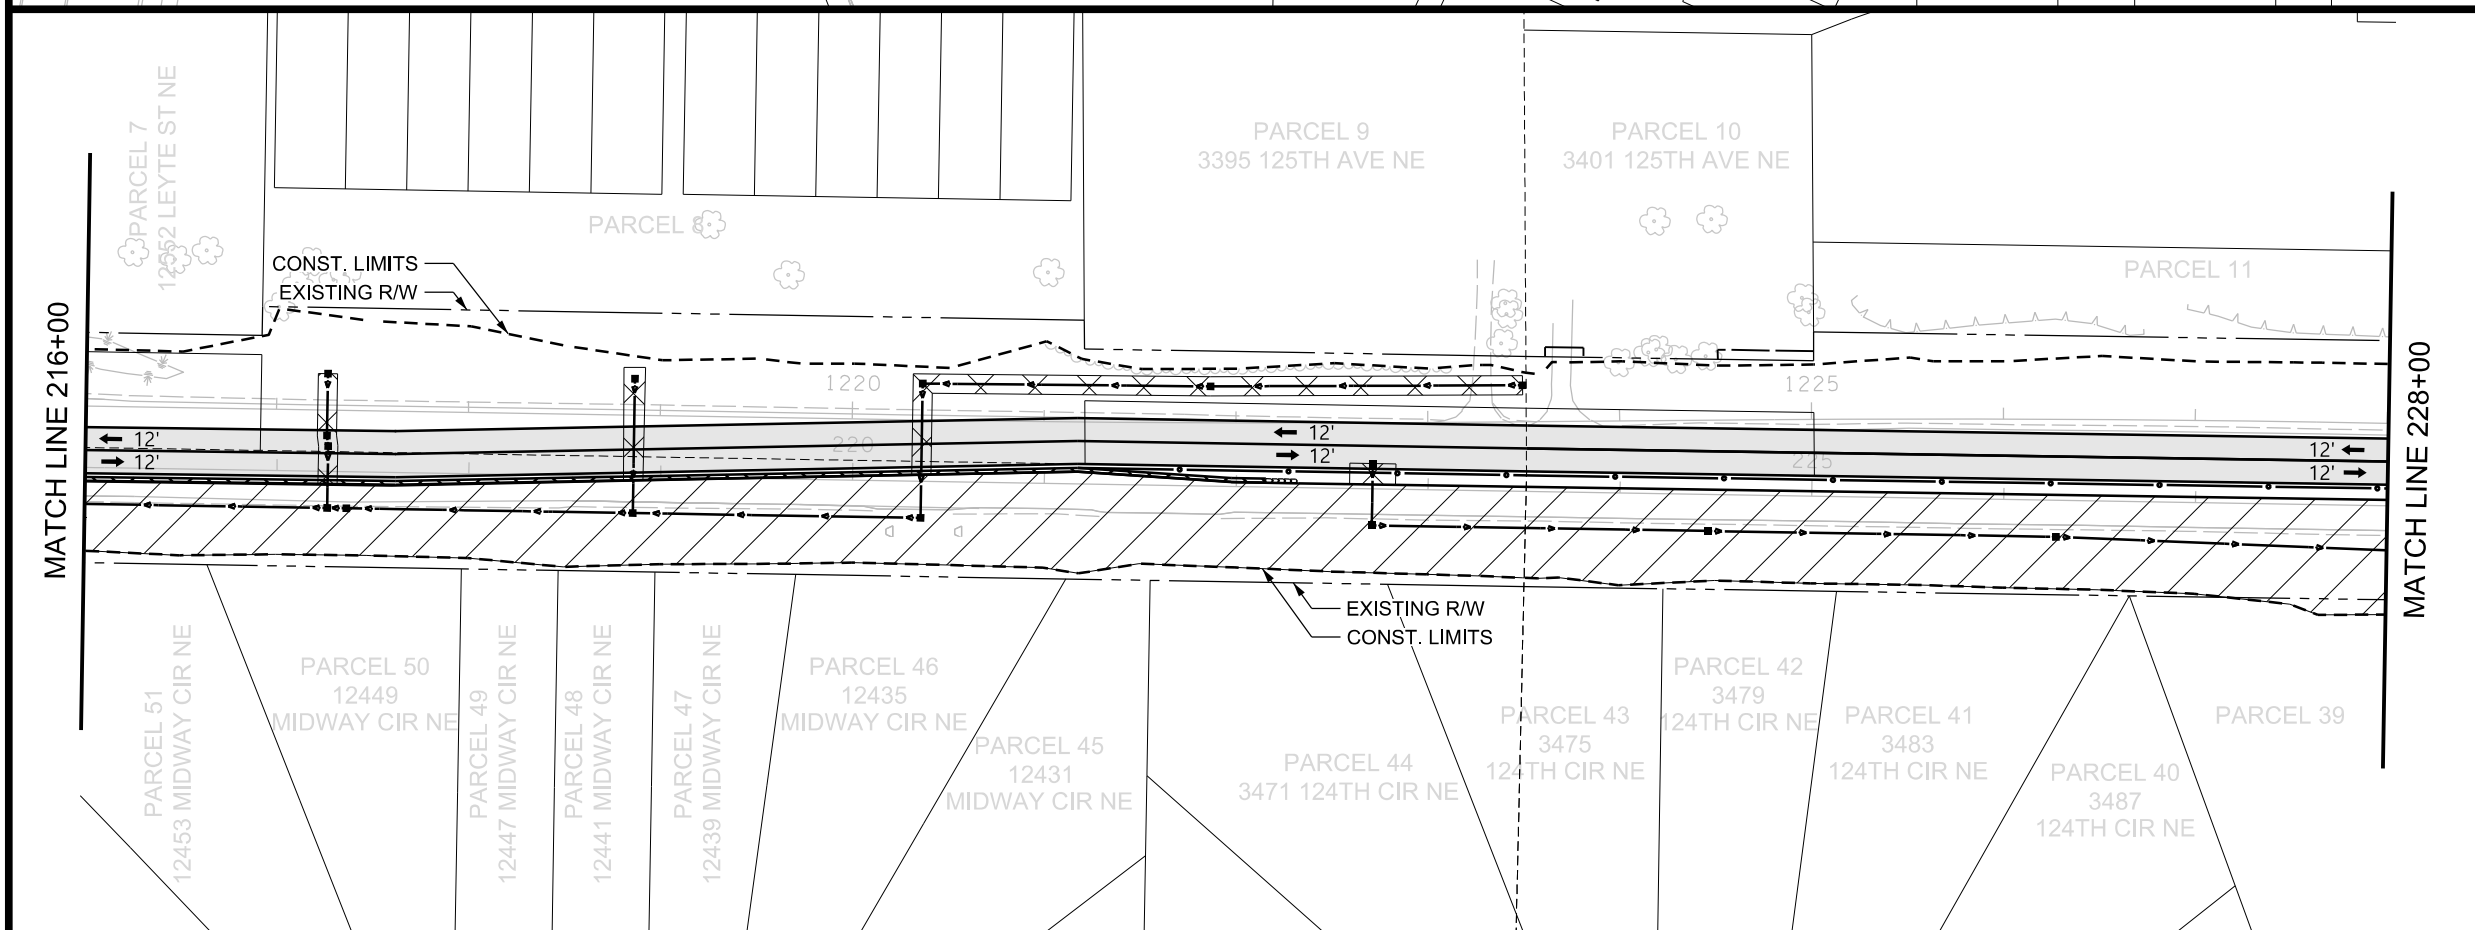 PARCEL 7
12552 LEYTE ST NE
PARCEL 8
PARCEL 9
3395 125TH AVE NE
PARCEL 10
3401 125TH AVE NE
PARCEL 11
CONST. LIMITS
EXISTING R/W
MATCH LINE 216+00
MATCH LINE 228+00
1220
1225
12'
12'
220
12'
12'
225
12'
12'
EXISTING R/W
CONST. LIMITS
PARCEL 51
12453 MIDWAY CIR NE
PARCEL 50
12449
MIDWAY CIR NE
PARCEL 49
12447 MIDWAY CIR NE
PARCEL 48
12441 MIDWAY CIR NE
PARCEL 47
12439 MIDWAY CIR NE
PARCEL 46
12435
MIDWAY CIR NE
PARCEL 45
12431
MIDWAY CIR NE
PARCEL 44
3471 124TH CIR NE
PARCEL 43
3475
124TH CIR NE
PARCEL 42
3479
124TH CIR NE
PARCEL 41
3483
124TH CIR NE
PARCEL 40
3487
124TH CIR NE
PARCEL 39